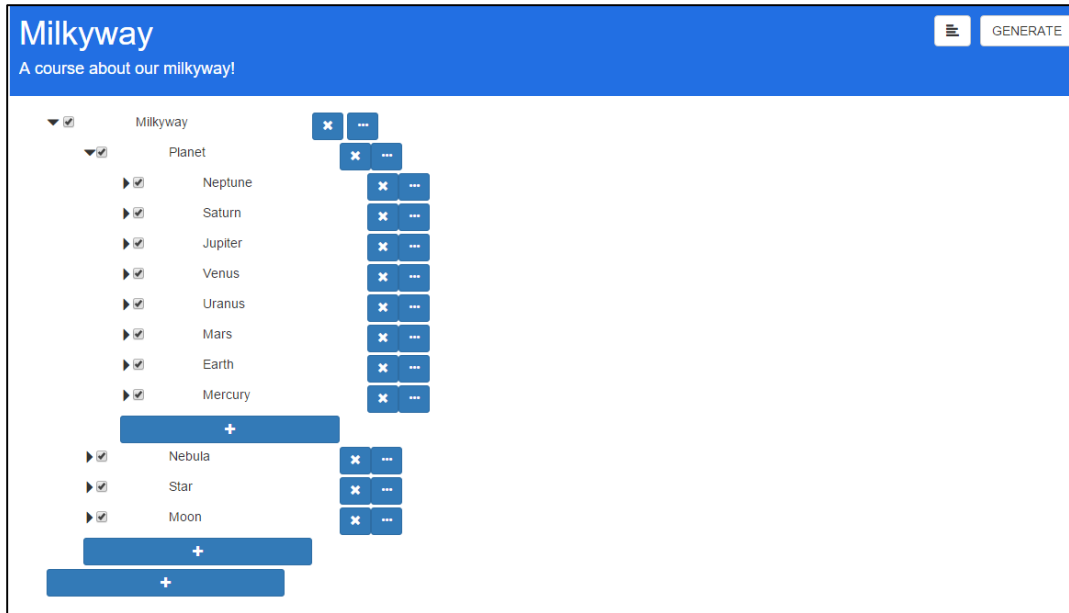 Milkyway
GENERATE
A course about our milkyway!
Milkyway
Planet
Neptune
Saturn
Jupiter
Venus
Uranus
Mars
Earth
Mercury
Nebula
Star
Moon